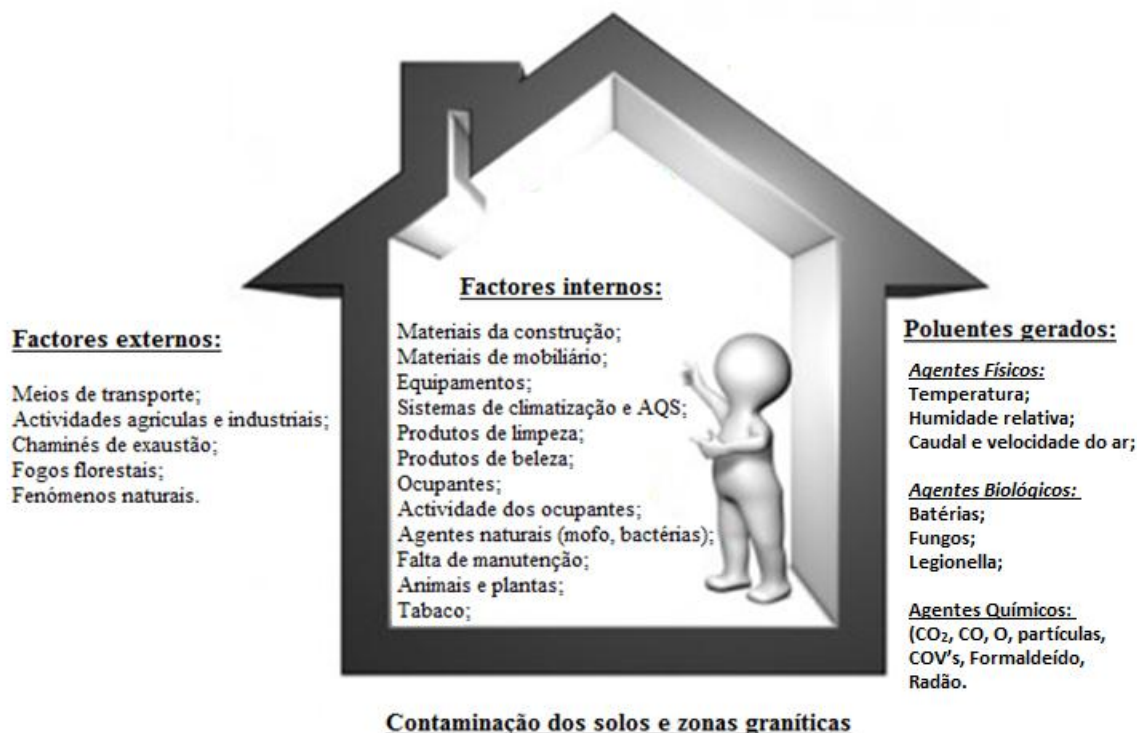 Factores externos:
Meios de transporte;
Actividades agriculas e industriais;
Chaminés de exaustão;
Fogos florestais;
Fenómenos naturais.
Factores internos:
Materiais da construção;
Materiais de mobiliário;
Equipamentos;
Sistemas de climatização e AQS;
Produtos de limpeza;
Produtos de beleza;
Ocupantes;
Actividade dos ocupantes;
Agentes naturais (mofo, bactérias);
Falta de manutenção;
Animais e plantas;
Tabaco;
Poluentes gerados:
Agentes Físicos:
Temperatura;
Humidade relativa;
Caudal e velocidade do ar;
Agentes Biológicos:
Batérias;
Fungos;
Legionella;
Agentes Químicos:
(CO₂, CO, O, partículas,
COV’s, Formaldeído,
Radão.
Contaminação dos solos e zonas graníticas